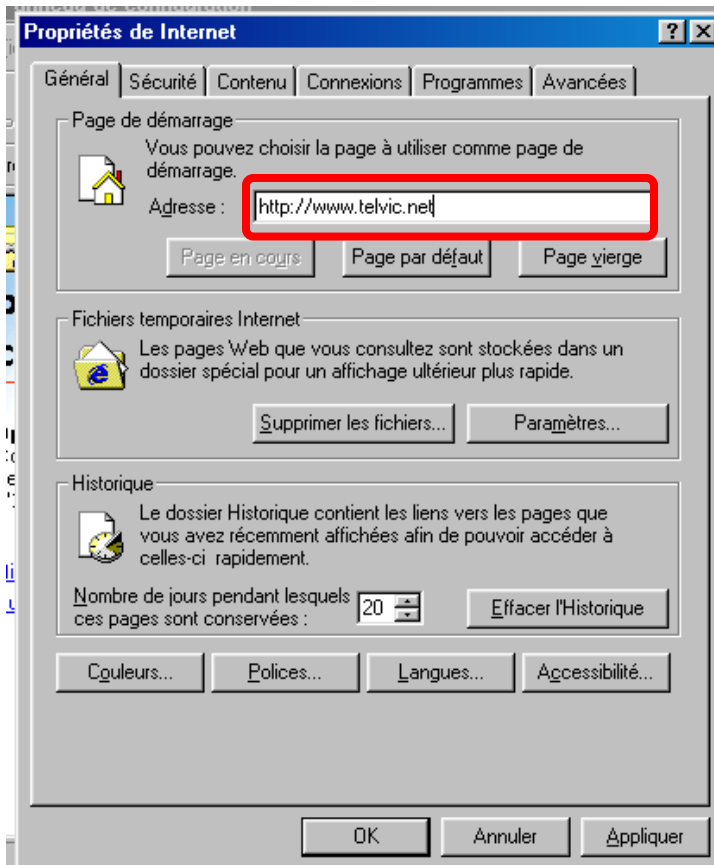 anneau de configuration
Propriétés de Internet
Général Sécurité Contenu Connexions Programmes Avancées
Page de démarrage
Vous pouvez choisir la page à utiliser comme page de
démarrage.
Adresse : http://www.telvic.net
Page en cours Page par défaut Page vierge
Fichiers temporaires Internet
Les pages Web que vous consultez sont stockées dans un
dossier spécial pour un affichage ultérieur plus rapide.
Supprimer les fichiers... Paramètres...
Historique
Le dossier Historique contient les liens vers les pages que
vous avez récemment affichées afin de pouvoir accéder à
celles-ci rapidement.
Nombre de jours pendant lesquels
ces pages sont conservées : 20 Effacer l'Historique
Couleurs... Polices... Langues... Accessibilité...
OK Annuler Appliquer